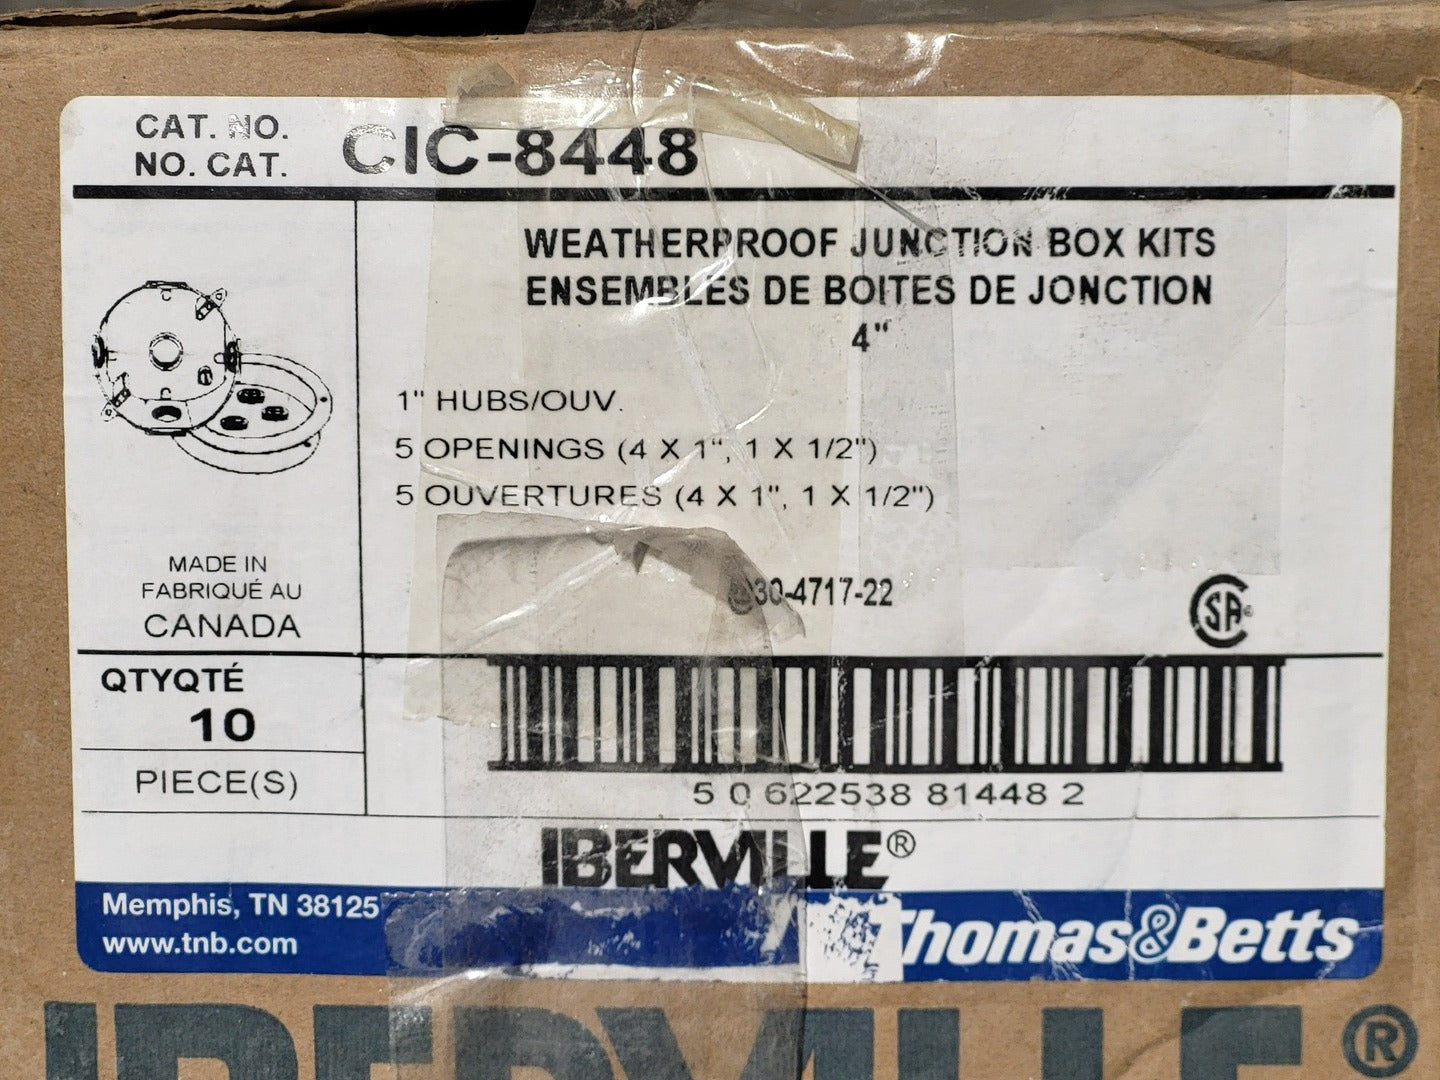 CAT. NO.
NO. CAT.
CIC-8448
WEATHERPROOF JUNCTION BOX KITS
ENSEMBLES DE BOITES DE JONCTION
4"
1" HUBS/OUV.
5 OPENINGS (4 X 1", 1 X 1/2")
5 OUVERTURES (4 X 1", 1 X 1/2")
MADE IN
FABRIQUÉ AU
CANADA
30-4717-22
CSA
QTYQTÉ
10
PIECE(S)
5 0 622538 81448 2
IBERVILLE®
Memphis, TN 38125
www.tnb.com
Thomas&Betts
IBERVILLE®